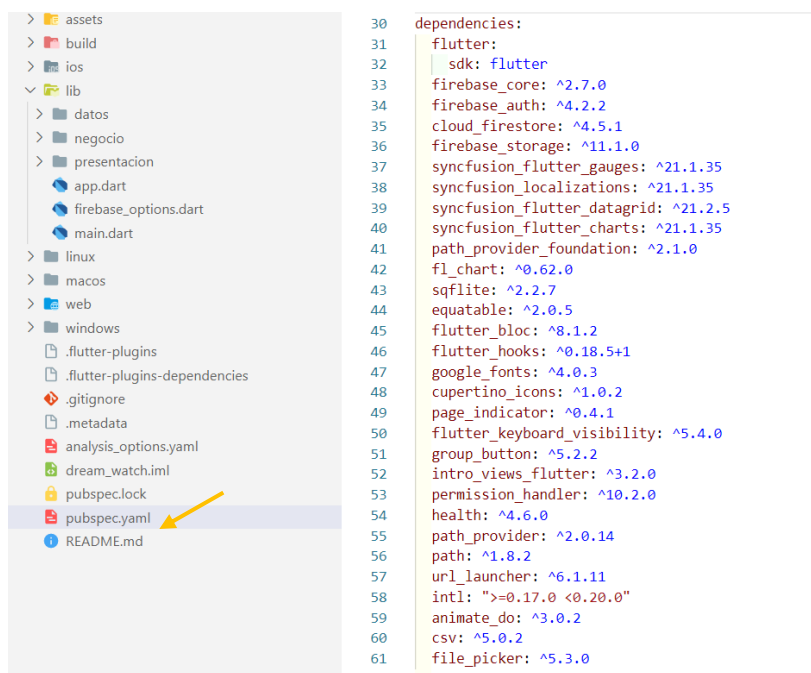 assets
build
ios
lib
datos
negocio
presentacion
app.dart
firebase_options.dart
main.dart
linux
macos
web
windows
.flutter-plugins
.flutter-plugins-dependencies
.gitignore
.metadata
analysis_options.yaml
dream_watch.iml
pubspec.lock
pubspec.yaml
README.md
30 dependencies:
31 flutter:
32 sdk: flutter
33 firebase_core: ^2.7.0
34 firebase_auth: ^4.2.2
35 cloud_firestore: ^4.5.1
36 firebase_storage: ^11.1.0
37 syncfusion_flutter_gauges: ^21.1.35
38 syncfusion_localizations: ^21.1.35
39 syncfusion_flutter_datagrid: ^21.2.5
40 syncfusion_flutter_charts: ^21.1.35
41 path_provider_foundation: ^2.1.0
42 fl_chart: ^0.62.0
43 sqflite: ^2.2.7
44 equatable: ^2.0.5
45 flutter_bloc: ^8.1.2
46 flutter_hooks: ^0.18.5+1
47 google_fonts: ^4.0.3
48 cupertino_icons: ^1.0.2
49 page_indicator: ^0.4.1
50 flutter_keyboard_visibility: ^5.4.0
51 group_button: ^5.2.2
52 intro_views_flutter: ^3.2.0
53 permission_handler: ^10.2.0
54 health: ^4.6.0
55 path_provider: ^2.0.14
56 path: ^1.8.2
57 url_launcher: ^6.1.11
58 intl: ">=0.17.0 <0.20.0"
59 animate_do: ^3.0.2
60 csv: ^5.0.2
61 file_picker: ^5.3.0